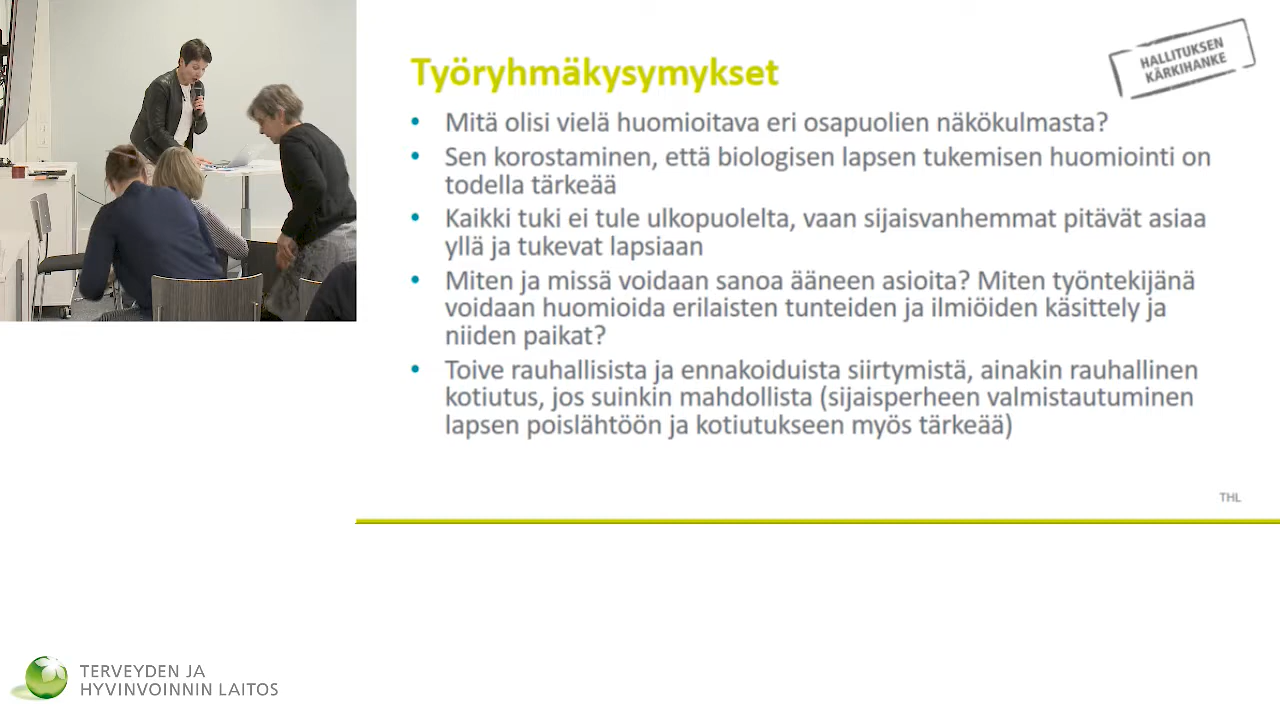 Työryhmäkysymykset
HALLITUKSEN
KÄRKIHANKE
Mitä olisi vielä huomioitava eri osapuolien näkökulmasta?
Sen korostaminen, että biologisen lapsen tukemisen huomiointi on
todella tärkeää
Kaikki tuki ei tule ulkopuolelta, vaan sijaisvanhemmat pitävät asiaa
yllä ja tukevat lapsiaan
Miten ja missä voidaan sanoa ääneen asioita? Miten työntekijänä
voidaan huomioida erilaisten tunteiden ja ilmiöiden käsittely ja
niiden paikat?
Toive rauhallisista ja ennakoiduista siirtymistä, ainakin rauhallinen
kotiutus, jos suinkin mahdollista (sijaisperheen valmistautuminen
lapsen poislähtöön ja kotiutukseen myös tärkeää)
THL
TERVEYDEN JA
HYVINVOINNIN LAITOS